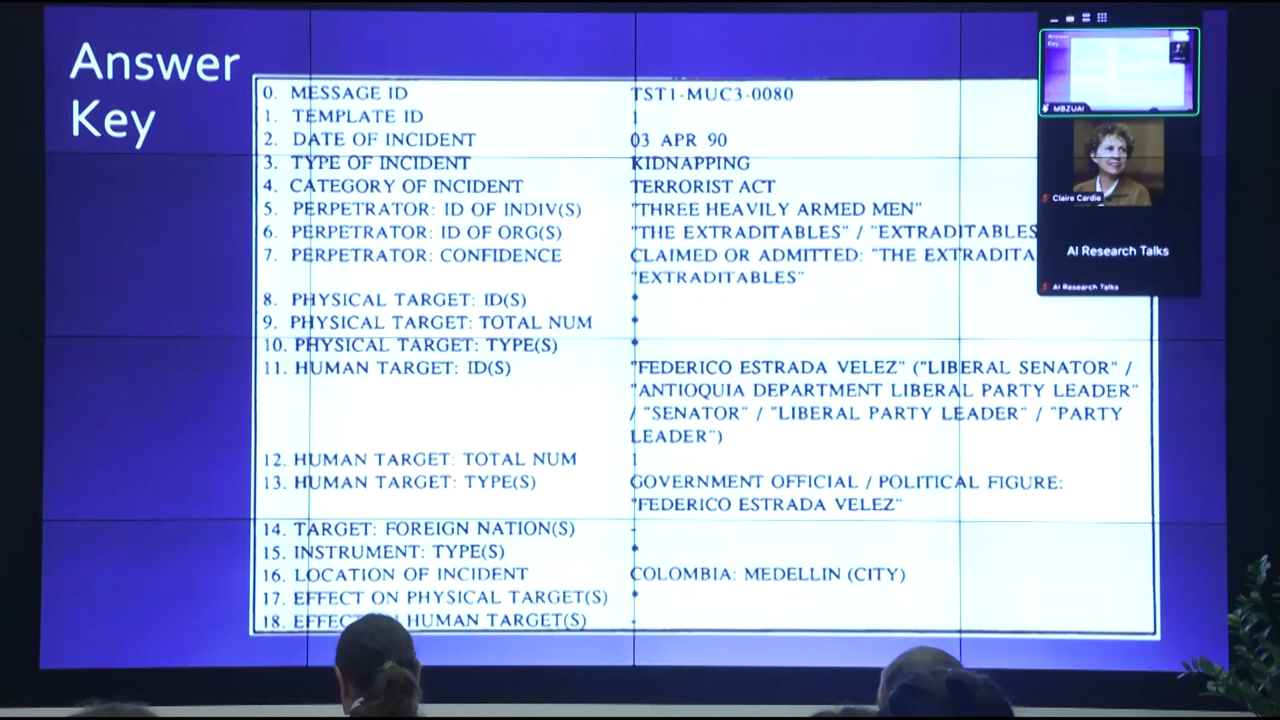 Answer
Key
0. MESSAGE ID TST1-MUC3-0080
1. TEMPLATE ID 1
2. DATE OF INCIDENT 03 APR 90
3. TYPE OF INCIDENT KIDNAPPING
4. CATEGORY OF INCIDENT TERRORIST ACT
5. PERPETRATOR: ID OF INDIV(S) "THREE HEAVILY ARMED MEN"
6. PERPETRATOR: ID OF ORG(S) "THE EXTRADITABLES" / "EXTRADITABLES
7. PERPETRATOR: CONFIDENCE CLAIMED OR ADMITTED: "THE EXTRADITA
"EXTRADITABLES"
8. PHYSICAL TARGET: ID(S) *
9. PHYSICAL TARGET: TOTAL NUM *
10. PHYSICAL TARGET: TYPE(S) *
11. HUMAN TARGET: ID(S) "FEDERICO ESTRADA VELEZ" ("LIBERAL SENATOR" /
"ANTIOQUIA DEPARTMENT LIBERAL PARTY LEADER"
/ "SENATOR" / "LIBERAL PARTY LEADER" / "PARTY
LEADER")
12. HUMAN TARGET: TOTAL NUM 1
13. HUMAN TARGET: TYPE(S) GOVERNMENT OFFICIAL / POLITICAL FIGURE:
"FEDERICO ESTRADA VELEZ"
14. TARGET: FOREIGN NATION(S) -
15. INSTRUMENT: TYPE(S) *
16. LOCATION OF INCIDENT COLOMBIA: MEDELLIN (CITY)
17. EFFECT ON PHYSICAL TARGET(S) *
18. EFFECT HUMAN TARGET(S) -
Answer
Key
MBZUAI
Claire Cardie
AI Research Talks
AI Research Talks